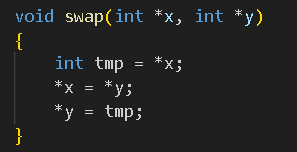 void swap(int *x, int *y)
{
    int tmp = *x;
    *x = *y;
    *y = tmp;
}